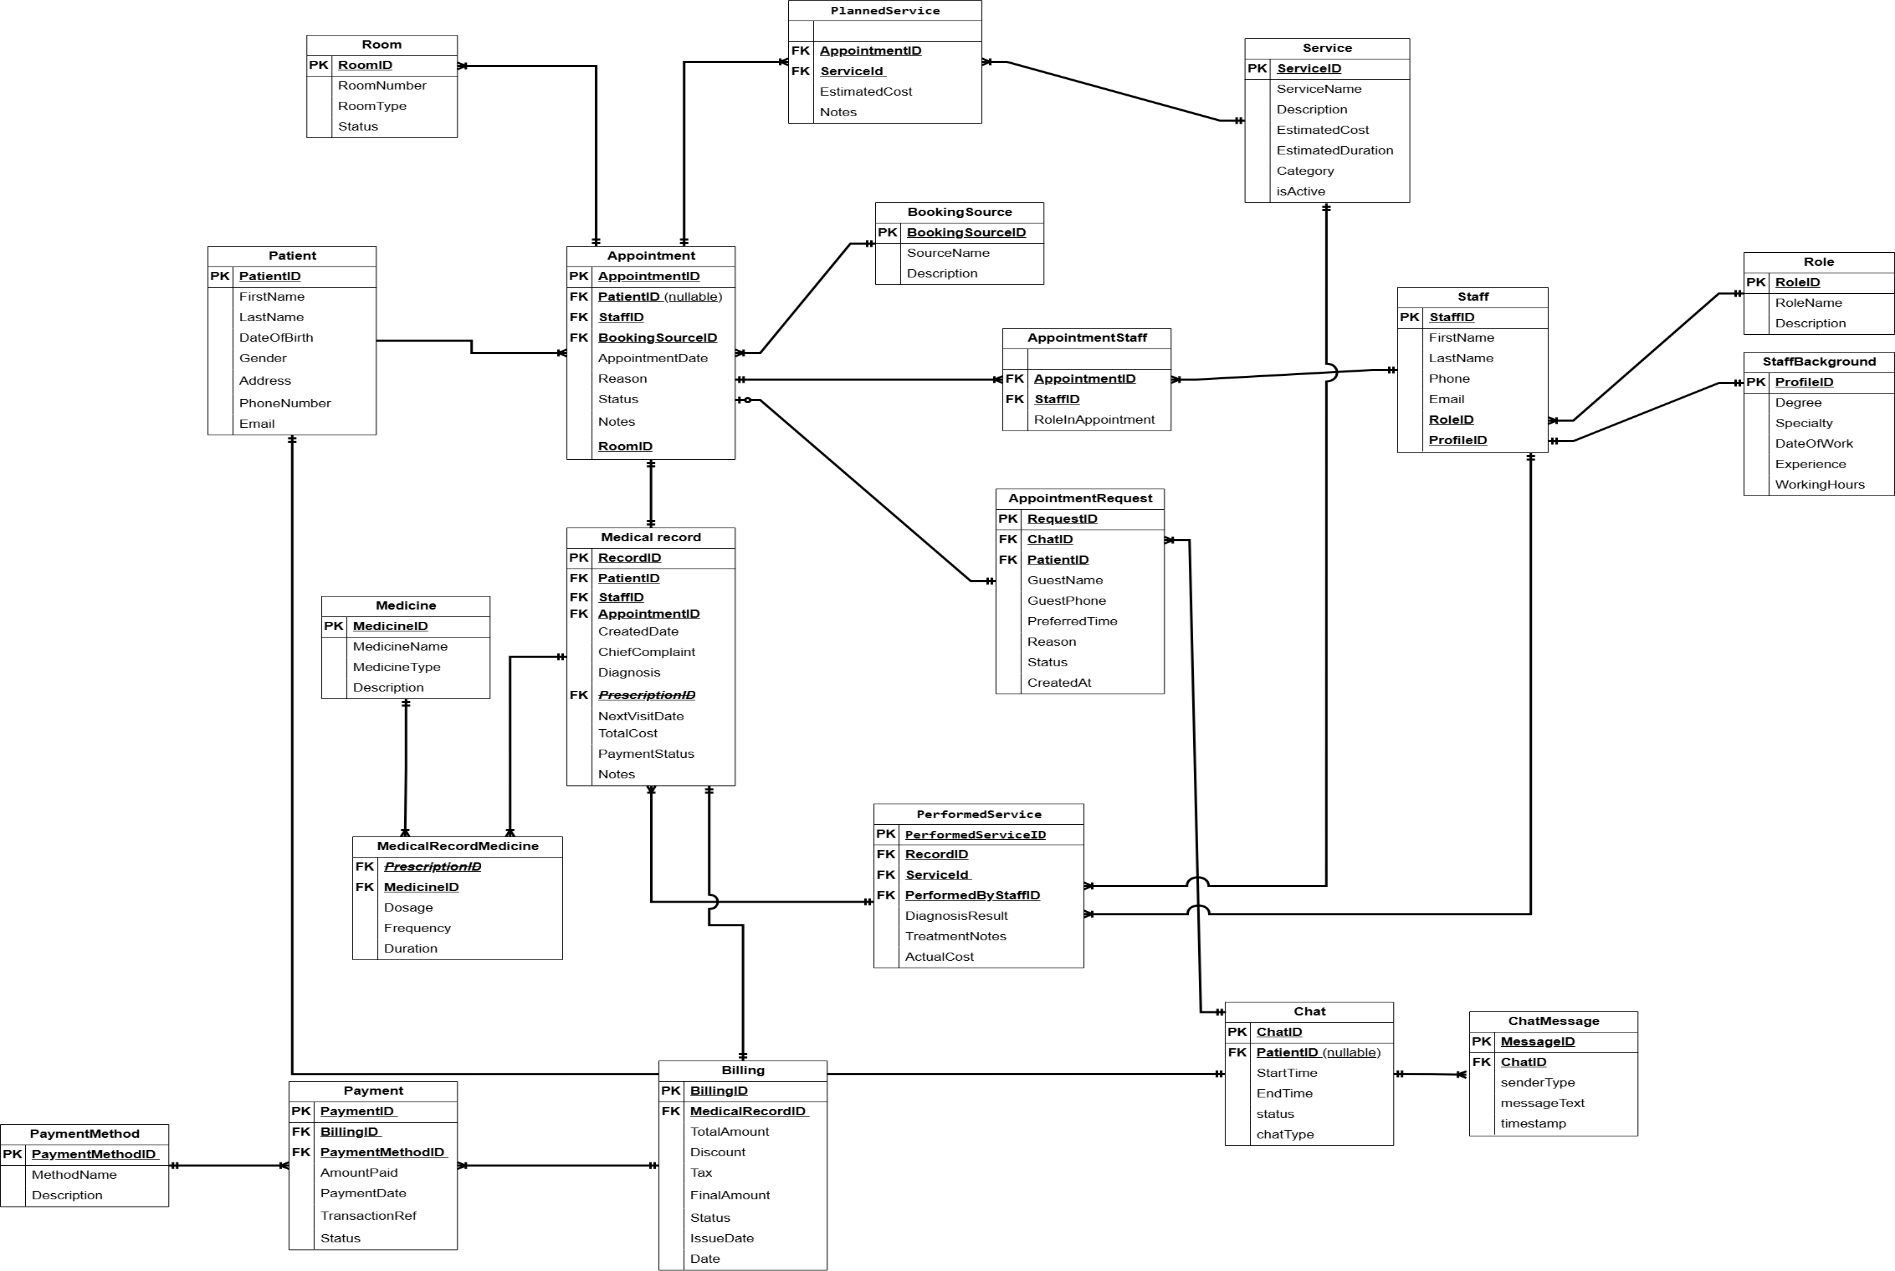 PlannedService
FK AppointmentID
FK ServiceId
EstimatedCost
Notes
Room
PK RoomID
RoomNumber
RoomType
Status
Service
PK ServiceID
ServiceName
Description
EstimatedCost
EstimatedDuration
Category
isActive
BookingSource
PK BookingSourceID
SourceName
Description
Patient
PK PatientID
FirstName
LastName
DateOfBirth
Gender
Address
PhoneNumber
Email
Appointment
PK AppointmentID
FK PatientID (nullable)
FK StaffID
FK BookingSourceID
AppointmentDate
Reason
Status
Notes
RoomID
AppointmentStaff
FK AppointmentID
FK StaffID
RoleInAppointment
Staff
PK StaffID
FirstName
LastName
Phone
Email
RoleID
ProfileID
Role
PK RoleID
RoleName
Description
StaffBackground
PK ProfileID
Degree
Specialty
DateOfWork
Experience
WorkingHours
AppointmentRequest
PK RequestID
FK ChatID
FK PatientID
GuestName
GuestPhone
PreferredTime
Reason
Status
CreatedAt
Medical record
PK RecordID
FK PatientID
FK StaffID
FK AppointmentID
CreatedDate
ChiefComplaint
Diagnosis
FK PrescriptionID
NextVisitDate
TotalCost
PaymentStatus
Notes
Medicine
PK MedicineID
MedicineName
MedicineType
Description
MedicalRecordMedicine
FK PrescriptionID
FK MedicineID
Dosage
Frequency
Duration
PerformedService
PK PerformedServiceID
FK RecordID
FK ServiceId
FK PerformedByStaffID
DiagnosisResult
TreatmentNotes
ActualCost
Chat
PK ChatID
FK PatientID (nullable)
StartTime
EndTime
status
chatType
ChatMessage
PK MessageID
FK ChatID
senderType
messageText
timestamp
Billing
PK BillingID
FK MedicalRecordID
TotalAmount
Discount
Tax
FinalAmount
Status
IssueDate
Date
Payment
PK PaymentID
FK BillingID
FK PaymentMethodID
AmountPaid
PaymentDate
TransactionRef
Status
PaymentMethod
PK PaymentMethodID
MethodName
Description